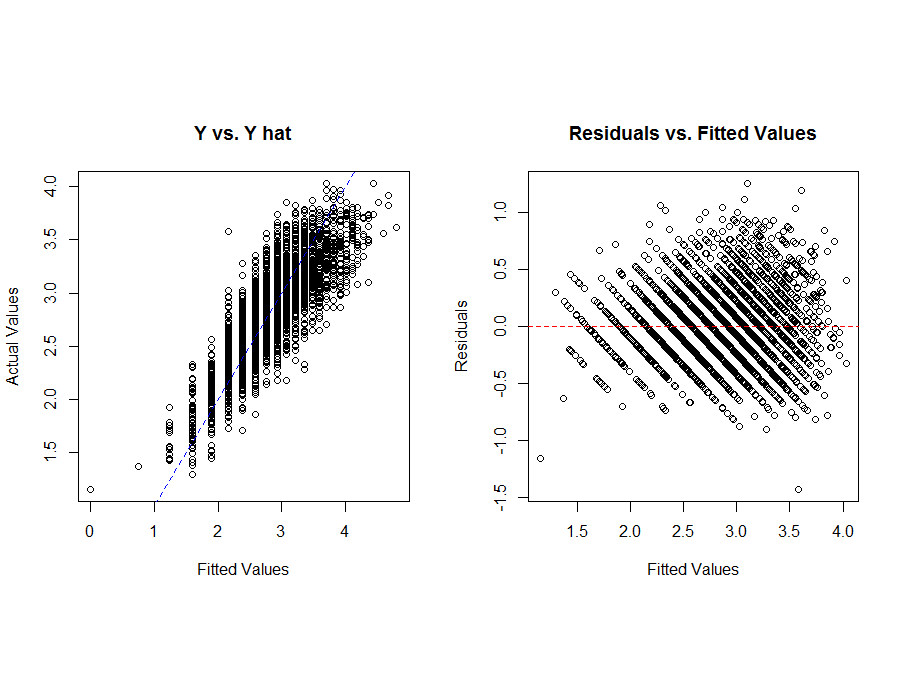 Y vs. Y hat
Actual Values
4.0
3.5
3.0
2.5
2.0
1.5
0 1 2 3 4
Fitted Values
Residuals vs. Fitted Values
Residuals
1.0
0.5
0.0
-0.5
-1.0
-1.5
1.5 2.0 2.5 3.0 3.5 4.0
Fitted Values